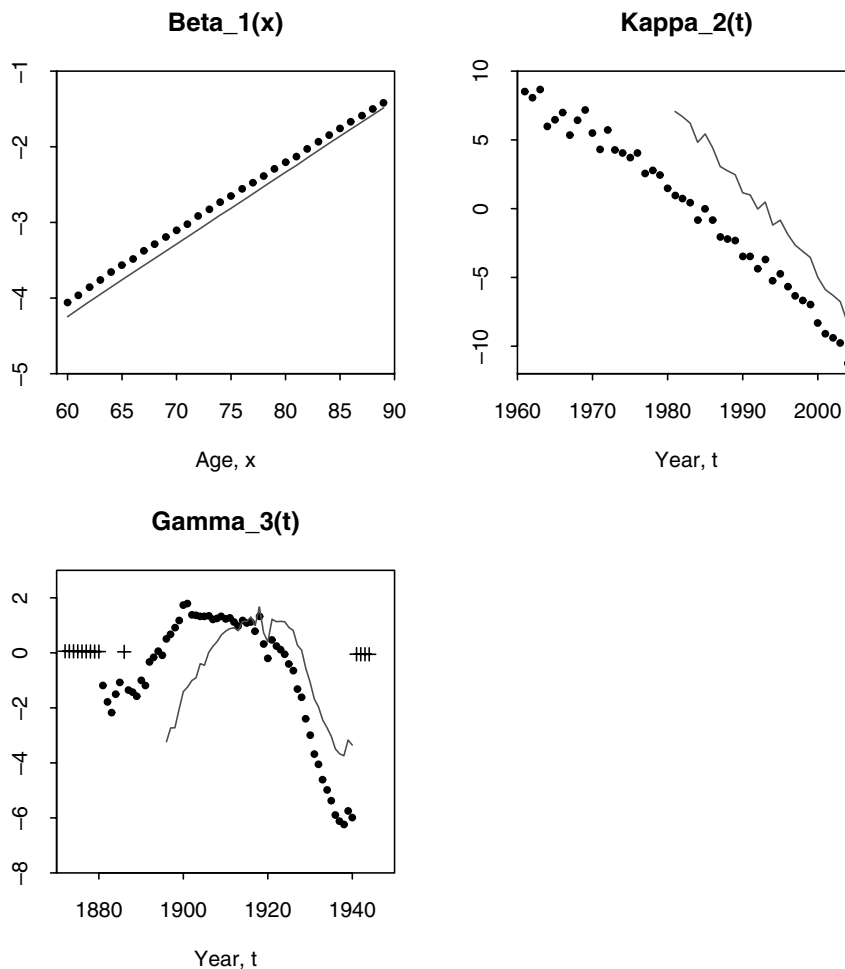 Beta_1(x)
−1
−2
−3
−4
−5
60 65 70 75 80 85 90
Age, x
Kappa_2(t)
10
5
0
−5
−10
1960 1970 1980 1990 2000
Year, t
Gamma_3(t)
2
0
−2
−4
−6
−8
1880 1900 1920 1940
Year, t